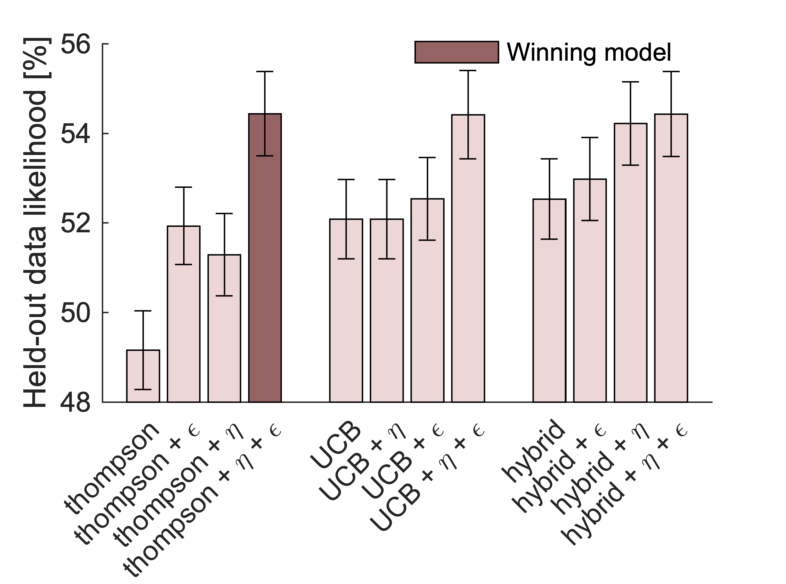 Held-out data likelihood [%]
56
54
52
50
48
Winning model
thompson
thompson + ϵ
thompson + η
thompson + η + ϵ
UCB
UCB + η
UCB + ϵ
UCB + η + ϵ
hybrid
hybrid + ϵ
hybrid + η
hybrid + η + ϵ